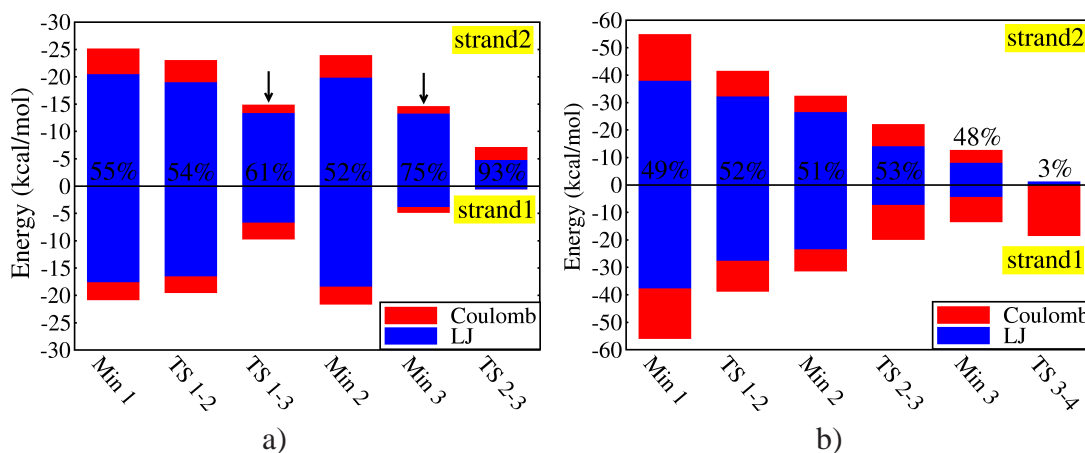 Energy (kcal/mol)
-30
-25
-20
-15
-10
-5
0
5
-10
-15
-20
-25
-30
strand2
55%
54%
61%
52%
75%
93%
strand1
Coulomb
LJ
Min 1
TS 1-2
TS 1-3
Min 2
Min 3
TS 2-3
a)
Energy (kcal/mol)
-60
-50
-40
-30
-20
-10
0
-10
-20
-30
-40
-50
-60
strand2
49%
52%
51%
53%
48%
3%
strand1
Coulomb
LJ
Min 1
TS 1-2
Min 2
TS 2-3
Min 3
TS 3-4
b)